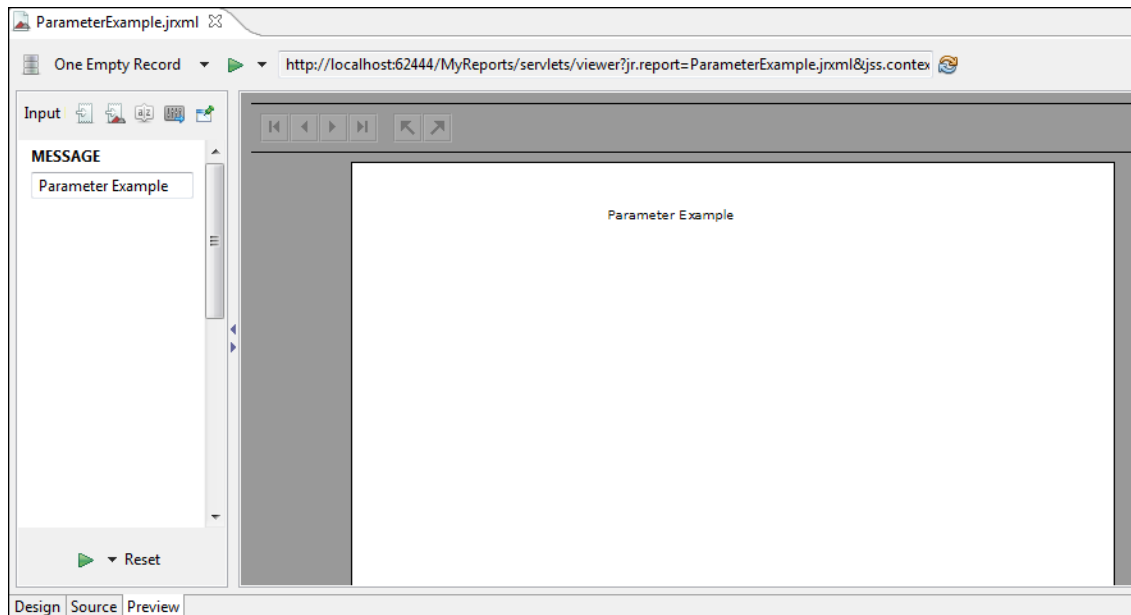 ParameterExample.jrxml
One Empty Record
http://localhost:62444/MyReports/servlets/viewer?jr.report=ParameterExample.jrxml&jss.contex
Input
MESSAGE
Parameter Example
Parameter Example
Reset
Design Source Preview